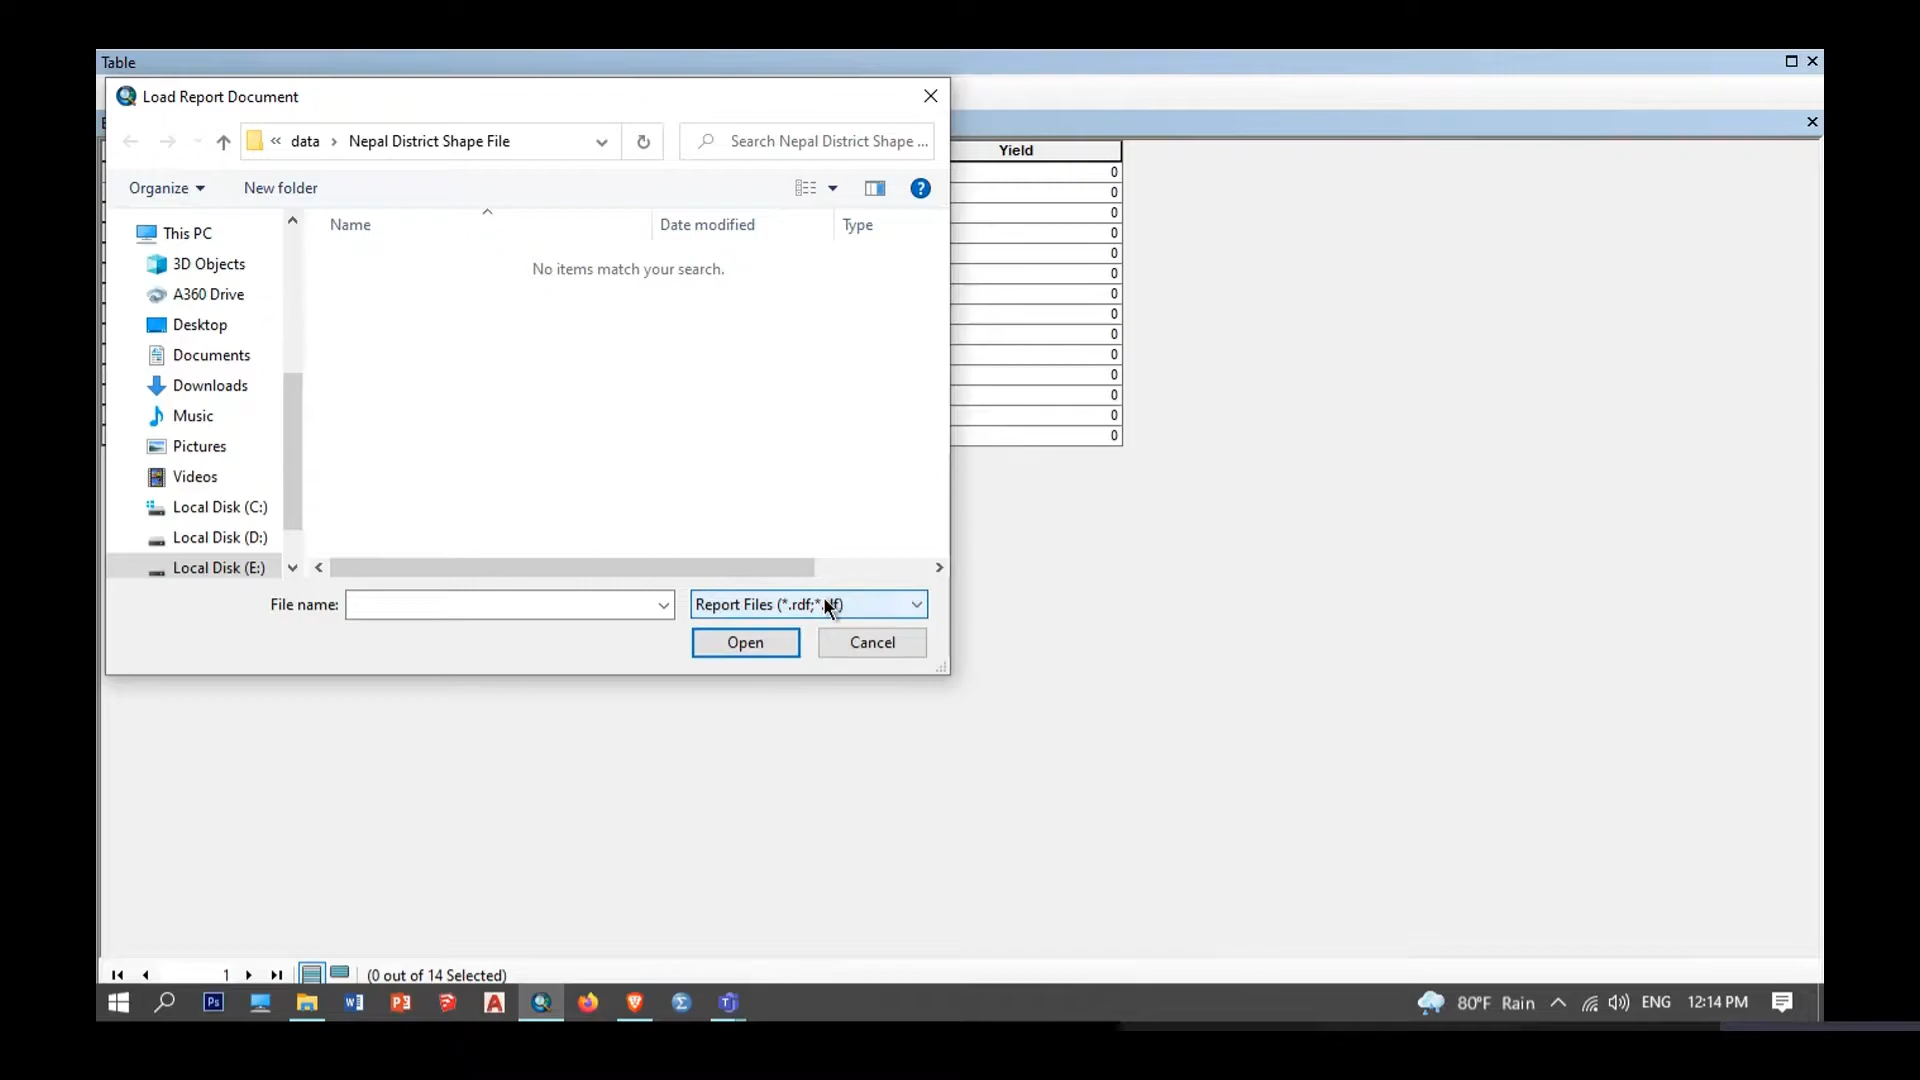 Table
Load Report Document
« data › Nepal District Shape File
Search Nepal District Shape ...
Organize
New folder
Name
Date modified
Type
No items match your search.
This PC
3D Objects
A360 Drive
Desktop
Documents
Downloads
Music
Pictures
Videos
Local Disk (C:)
Local Disk (D:)
Local Disk (E:)
File name:
Report Files (*.rdf;*.
Open
Cancel
Yield
0
0
0
0
0
0
0
0
0
0
0
0
0
0
1
(0 out of 14 Selected)
80°F Rain
ENG
12:14 PM